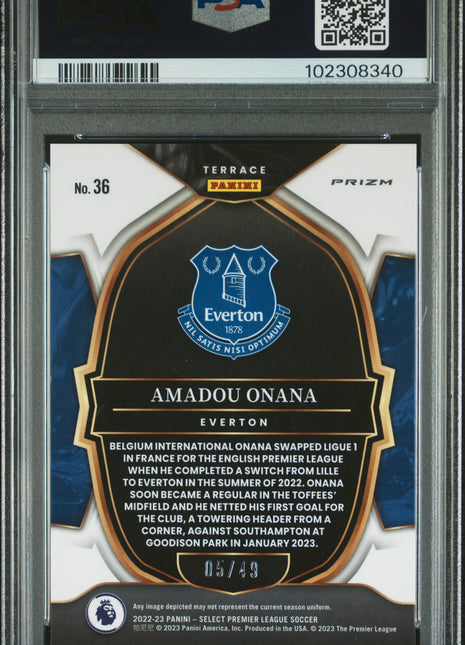 PSA
102308340
TERRACE
No. 36
PANINI
PRIZM
Everton
1878
NIL SATIS NISI OPTIMUM
AMADOU ONANA
EVERTON
BELGIUM INTERNATIONAL ONANA SWAPPED LIGUE 1
IN FRANCE FOR THE ENGLISH PREMIER LEAGUE
WHEN HE COMPLETED A SWITCH FROM LILLE
TO EVERTON IN THE SUMMER OF 2022. ONANA
SOON BECAME A REGULAR IN THE TOFFEES'
MIDFIELD AND HE NETTED HIS FIRST GOAL FOR
THE CLUB, A TOWERING HEADER FROM A
CORNER, AGAINST SOUTHAMPTON AT
GOODISON PARK IN JANUARY 2023.
05/49
Any image depicted may not represent the current season uniform.
2022-23 PANINI – SELECT PREMIER LEAGUE SOCCER
帕尼尼 © 2023 Panini America, Inc. Produced in the USA. © 2023 The Premier League